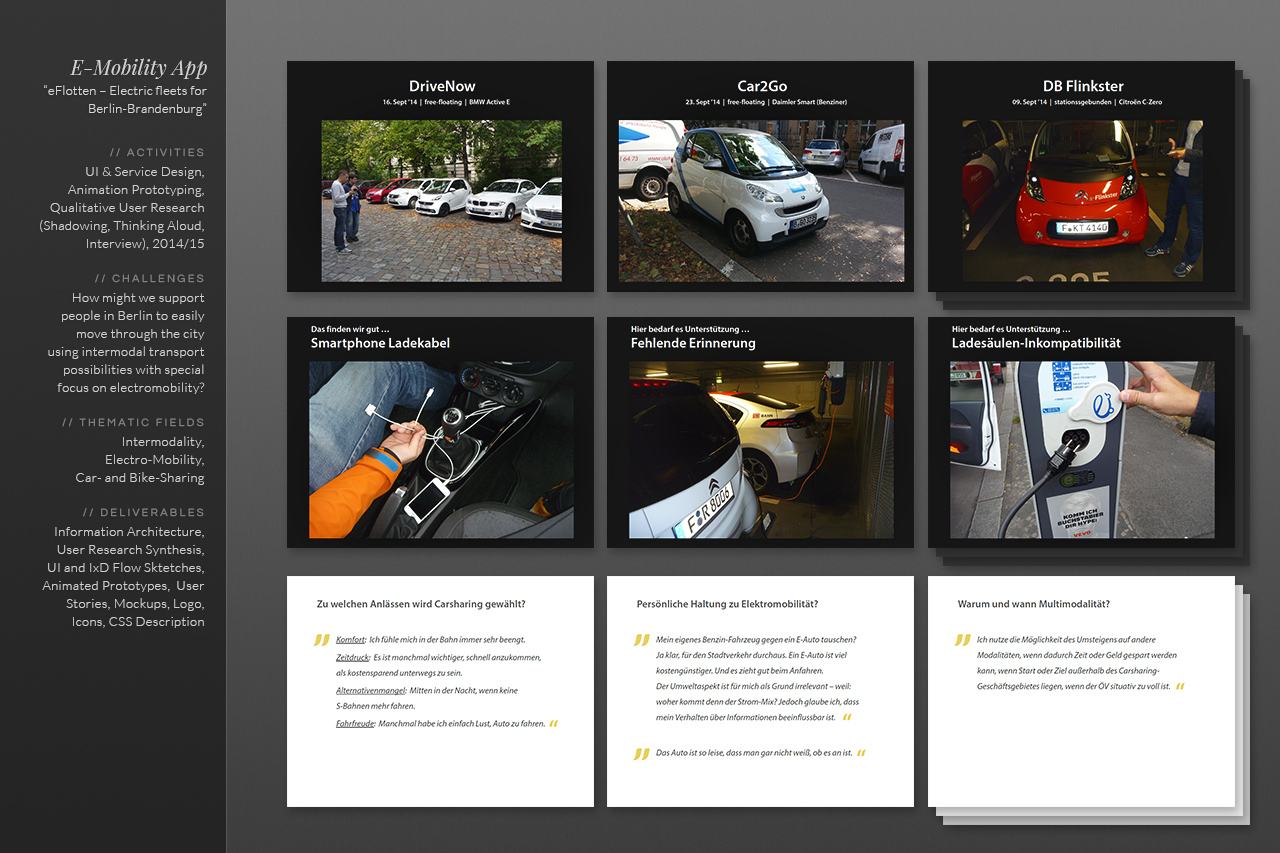 E-Mobility App
"eFlotten – Electric fleets for
Berlin-Brandenburg"
// ACTIVITIES
UI & Service Design,
Animation Prototyping,
Qualitative User Research
(Shadowing, Thinking Aloud,
Interview), 2014/15
// CHALLENGES
How might we support
people in Berlin to easily
move through the city
using intermodal transport
possibilities with special
focus on electromobility?
// THEMATIC FIELDS
Intermodality,
Electro-Mobility,
Car- and Bike-Sharing
// DELIVERABLES
Information Architecture,
User Research Synthesis,
UI and IxD Flow Sktetches,
Animated Prototypes, User
Stories, Mockups, Logo,
Icons, CSS Description
DriveNow
16. Sept '14 | free-floating | BMW Active E
Car2Go
23. Sept '14 | free-floating | Daimler Smart (Benziner)
DB Flinkster
09. Sept '14 | stationssgebunden | Citroën C-Zero
Flinkster
F KT 414
Das finden wir gut ...
Smartphone Ladekabel
Hier bedarf es Unterstützung ...
Fehlende Erinnerung
DB BAHN
F R 8006
Hier bedarf es Unterstützung ...
Ladesäulen-Inkompatibilität
KOMM ICH
BUCHSTABIER
DIR HYPE!
VEVO
Zu welchen Anlässen wird Carsharing gewählt?
Komfort: Ich fühle mich in der Bahn immer sehr beengt.
Zeitdruck: Es ist manchmal wichtiger, schnell anzukommen,
als kostensparend unterwegs zu sein.
Alternativenmangel: Mitten in der Nacht, wenn keine
S-Bahnen mehr fahren.
Fahrfreude: Manchmal habe ich einfach Lust, Auto zu fahren.
Persönliche Haltung zu Elektromobilität?
Mein eigenes Benzin-Fahrzeug gegen ein E-Auto tauschen?
Ja klar, für den Stadtverkehr durchaus. Ein E-Auto ist viel
kostengünstiger. Und es zieht gut beim Anfahren.
Der Umweltaspekt ist für mich als Grund irrelevant – weil:
woher kommt denn der Strom-Mix? Jedoch glaube ich, dass
mein Verhalten über Informationen beeinflussbar ist.
Das Auto ist so leise, dass man gar nicht weiß, ob es an ist.
Warum und wann Multimodalität?
Ich nutze die Möglichkeit des Umsteigens auf andere
Modalitäten, wenn dadurch Zeit oder Geld gespart werden
kann, wenn Start oder Ziel außerhalb des Carsharing-
Geschäftsgebietes liegen, wenn der ÖV situativ zu voll ist.